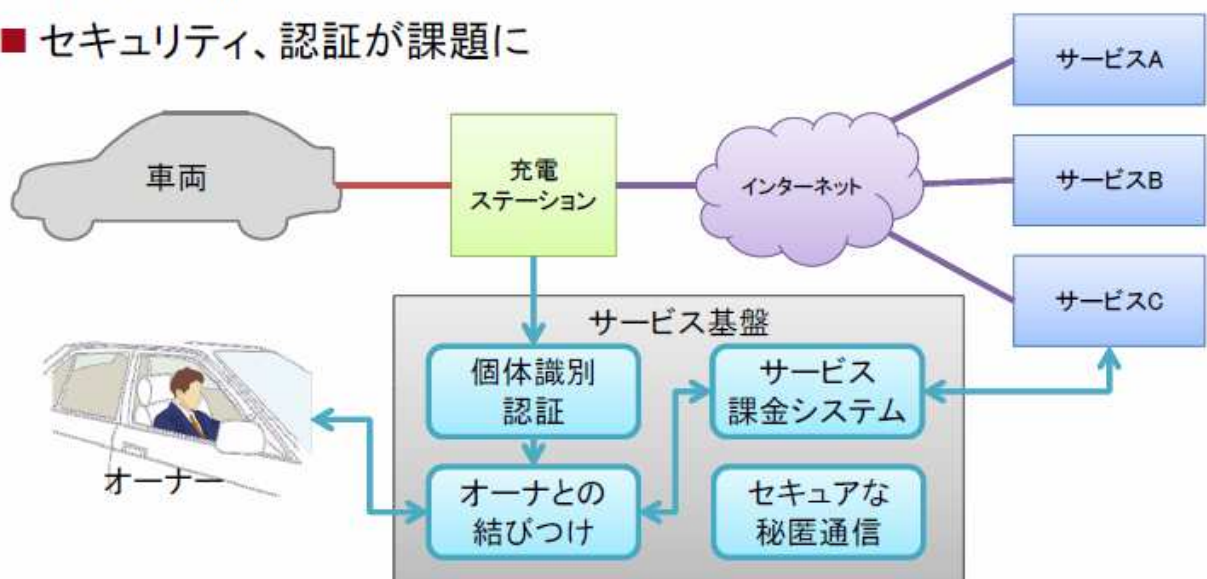 ■ セキュリティ、認証が課題に
サービスA
車両
充電
ステーション
インターネット
サービスB
サービスC
サービス基盤
個体識別
認証
サービス
課金システム
オーナー
オーナとの
結びつけ
セキュアな
秘匿通信